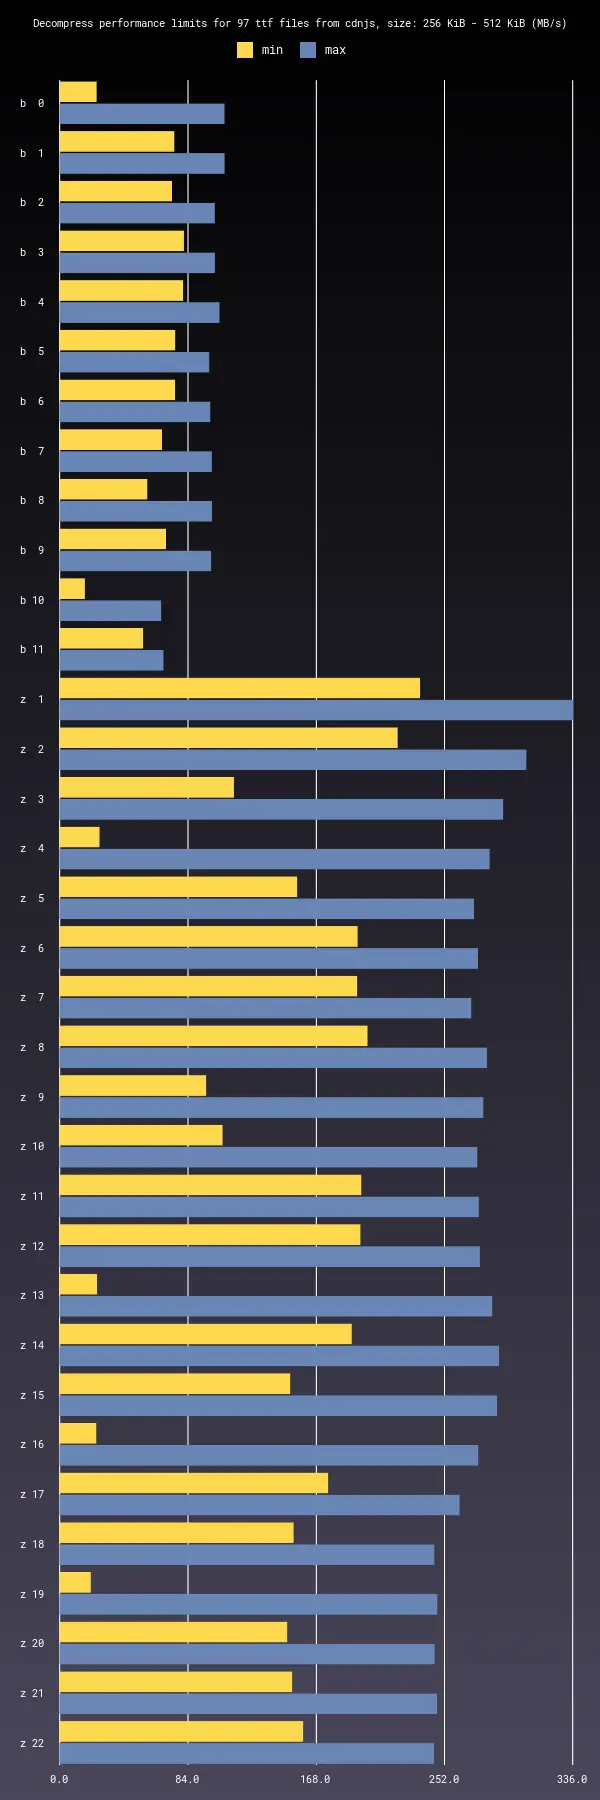 Decompress performance limits for 97 ttf files from cdnjs, size: 256 KiB - 512 KiB (MB/s)
min max
b 0
b 1
b 2
b 3
b 4
b 5
b 6
b 7
b 8
b 9
b 10
b 11
z 1
z 2
z 3
z 4
z 5
z 6
z 7
z 8
z 9
z 10
z 11
z 12
z 13
z 14
z 15
z 16
z 17
z 18
z 19
z 20
z 21
z 22
0.0 84.0 168.0 252.0 336.0